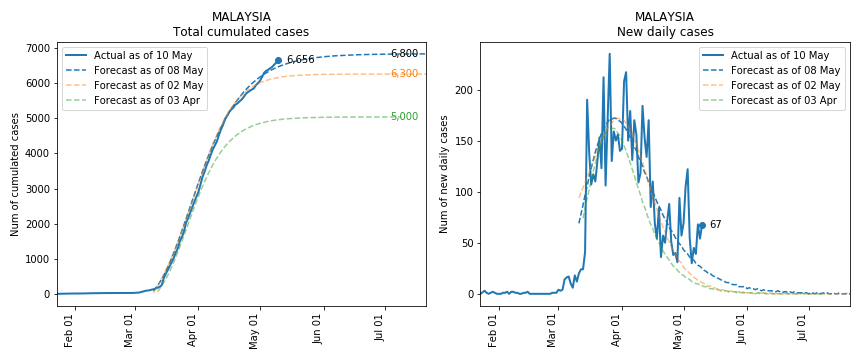 MALAYSIA
Total cumulated cases
Num of cumulated cases
7000
6000
5000
4000
3000
2000
1000
0
Actual as of 10 May
Forecast as of 08 May
Forecast as of 02 May
Forecast as of 03 Apr
6,656
6,800
6,300
5,000
Feb 01
Mar 01
Apr 01
May 01
Jun 01
Jul 01
MALAYSIA
New daily cases
Num of new daily cases
200
150
100
50
0
Actual as of 10 May
Forecast as of 08 May
Forecast as of 02 May
Forecast as of 03 Apr
67
Feb 01
Mar 01
Apr 01
May 01
Jun 01
Jul 01